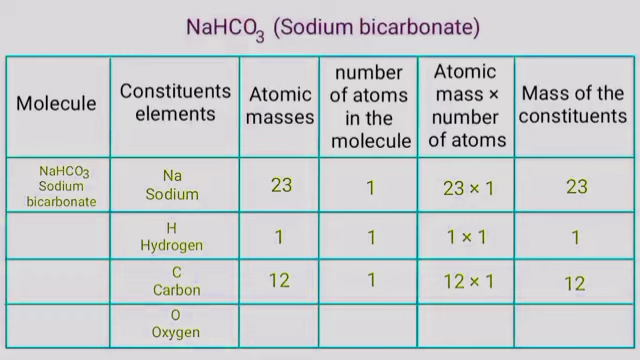 NaHCO₃ (Sodium bicarbonate)
Molecule
Constituents
elements
Atomic
masses
number
of atoms
in the
molecule
Atomic
mass ×
number
of atoms
Mass of the
constituents
NaHCO₃
Sodium
bicarbonate
Na
Sodium
23
1
23 × 1
23
H
Hydrogen
1
1
1 × 1
1
C
Carbon
12
1
12 × 1
12
O
Oxygen